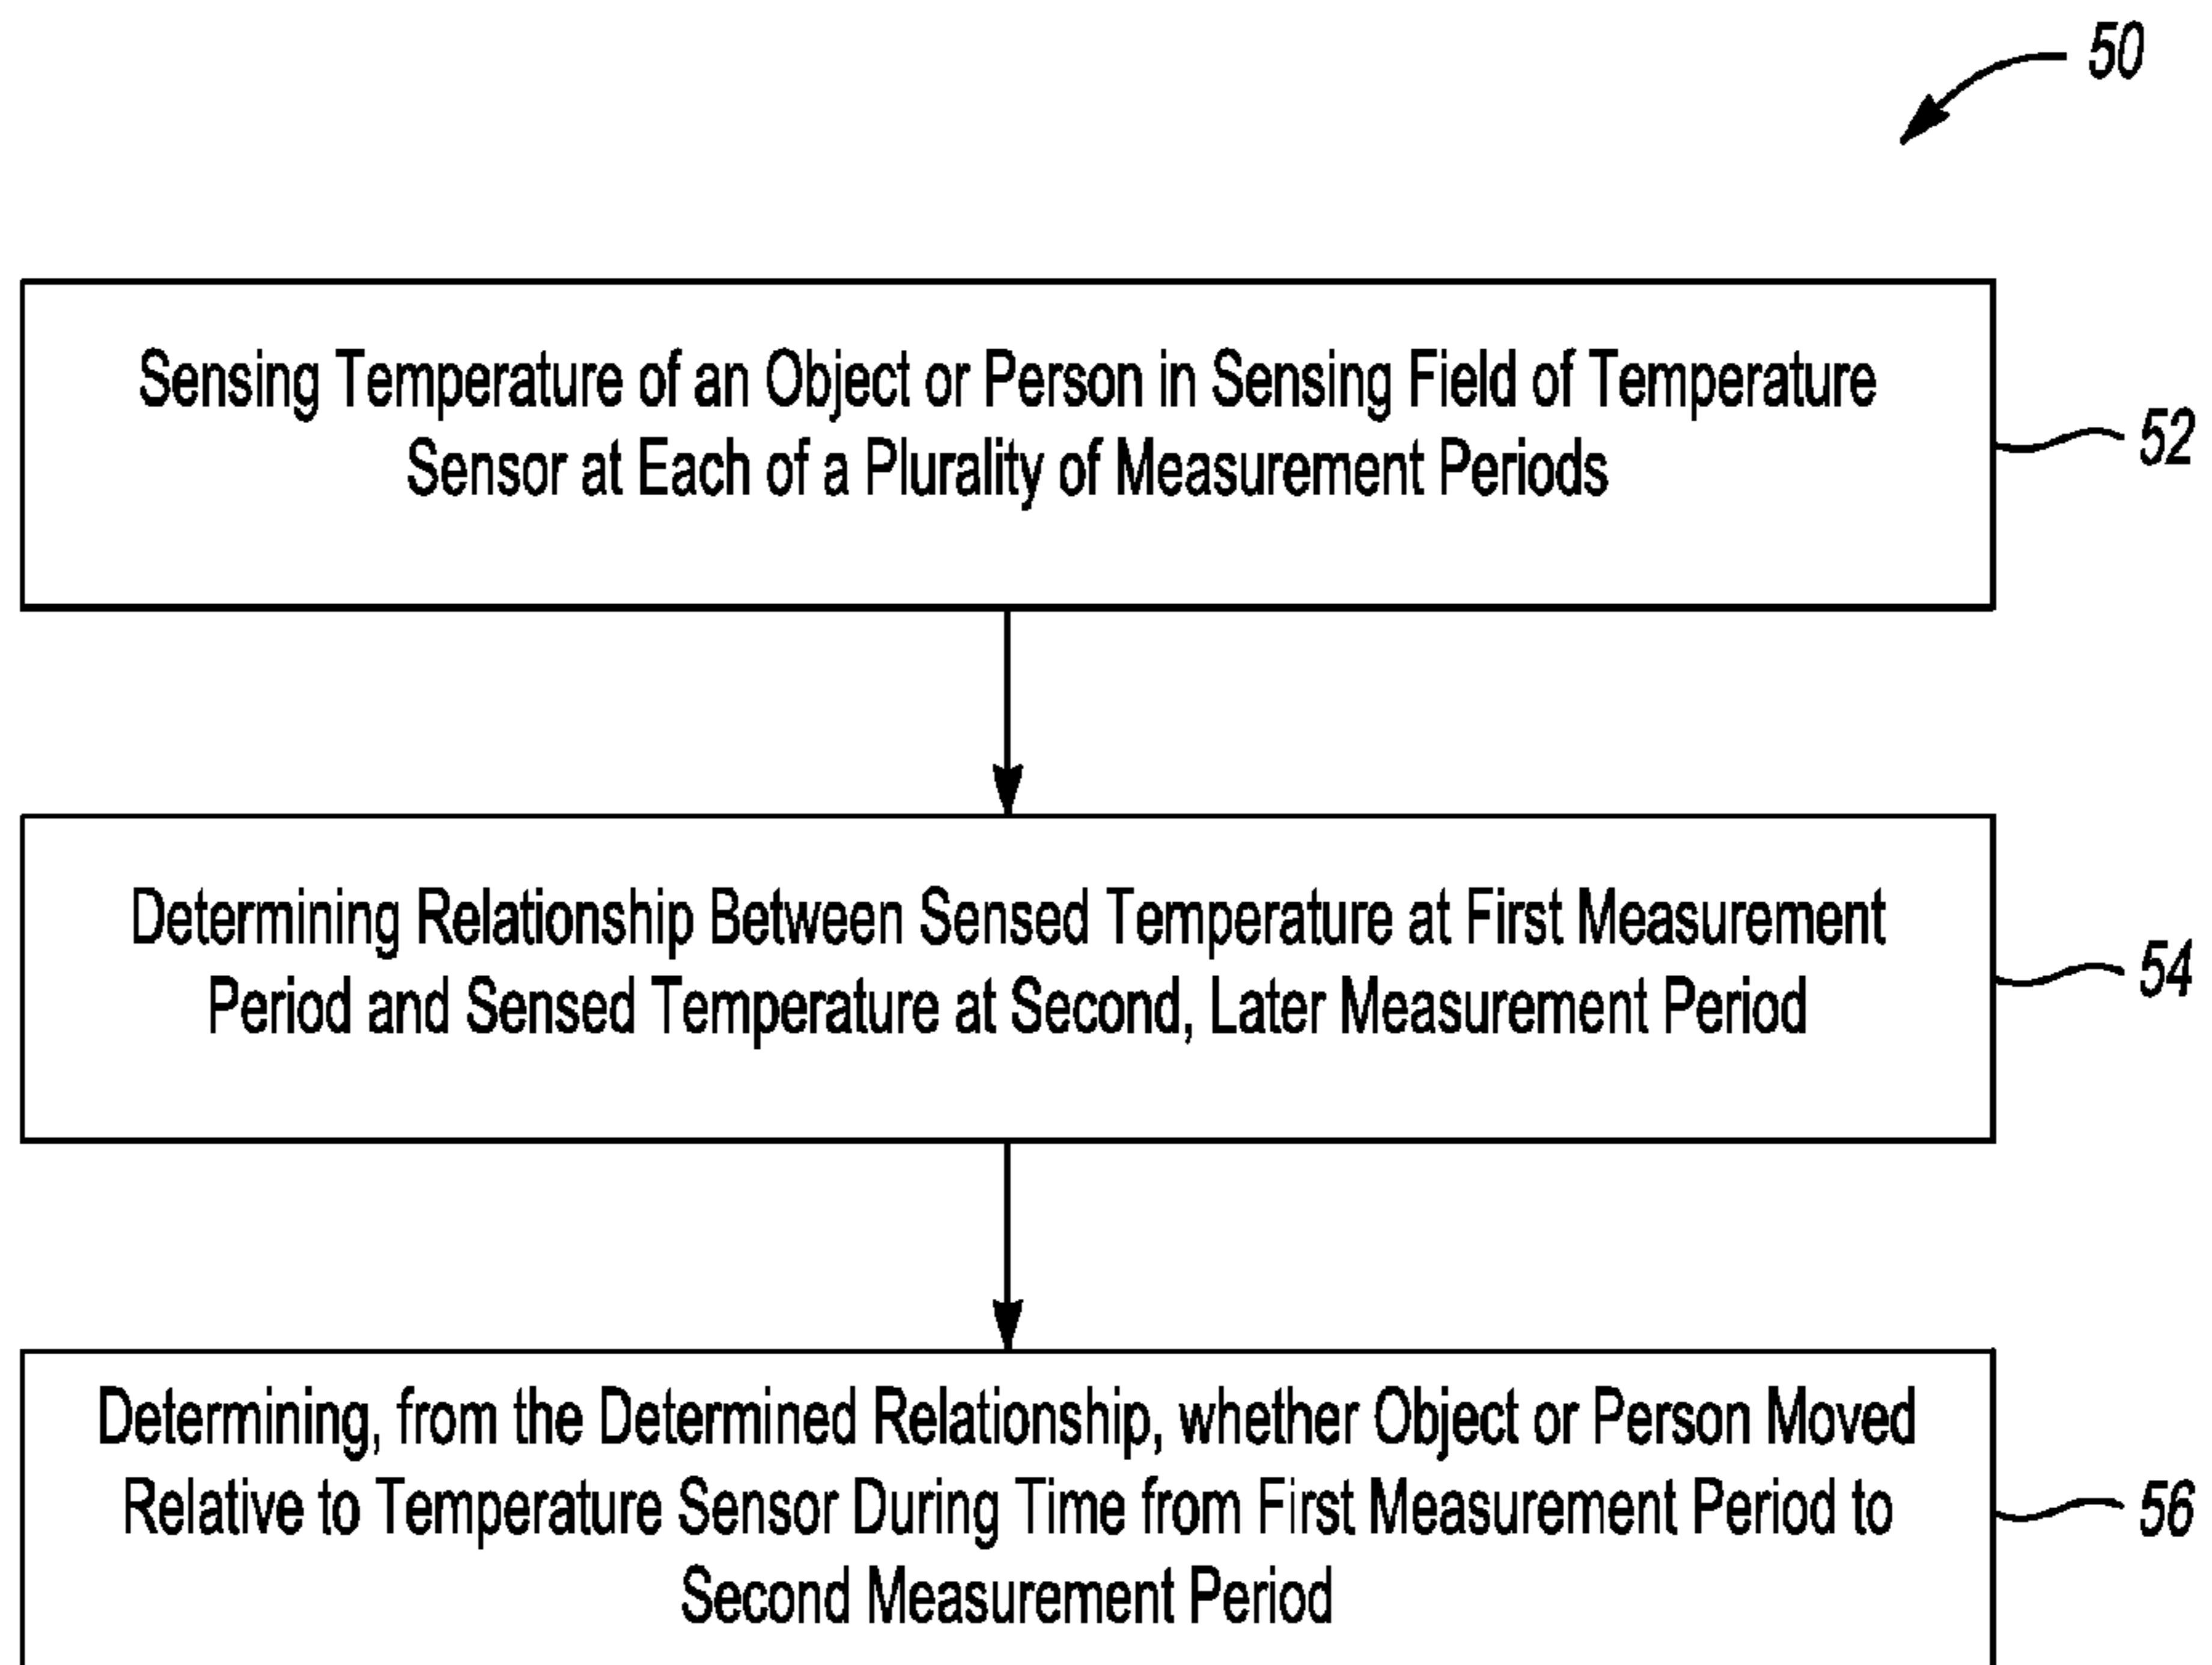 50
Sensing Temperature of an Object or Person in Sensing Field of Temperature
Sensor at Each of a Plurality of Measurement Periods
52
Determining Relationship Between Sensed Temperature at First Measurement
Period and Sensed Temperature at Second, Later Measurement Period
54
Determining, from the Determined Relationship, whether Object or Person Moved
Relative to Temperature Sensor During Time from First Measurement Period to
Second Measurement Period
56